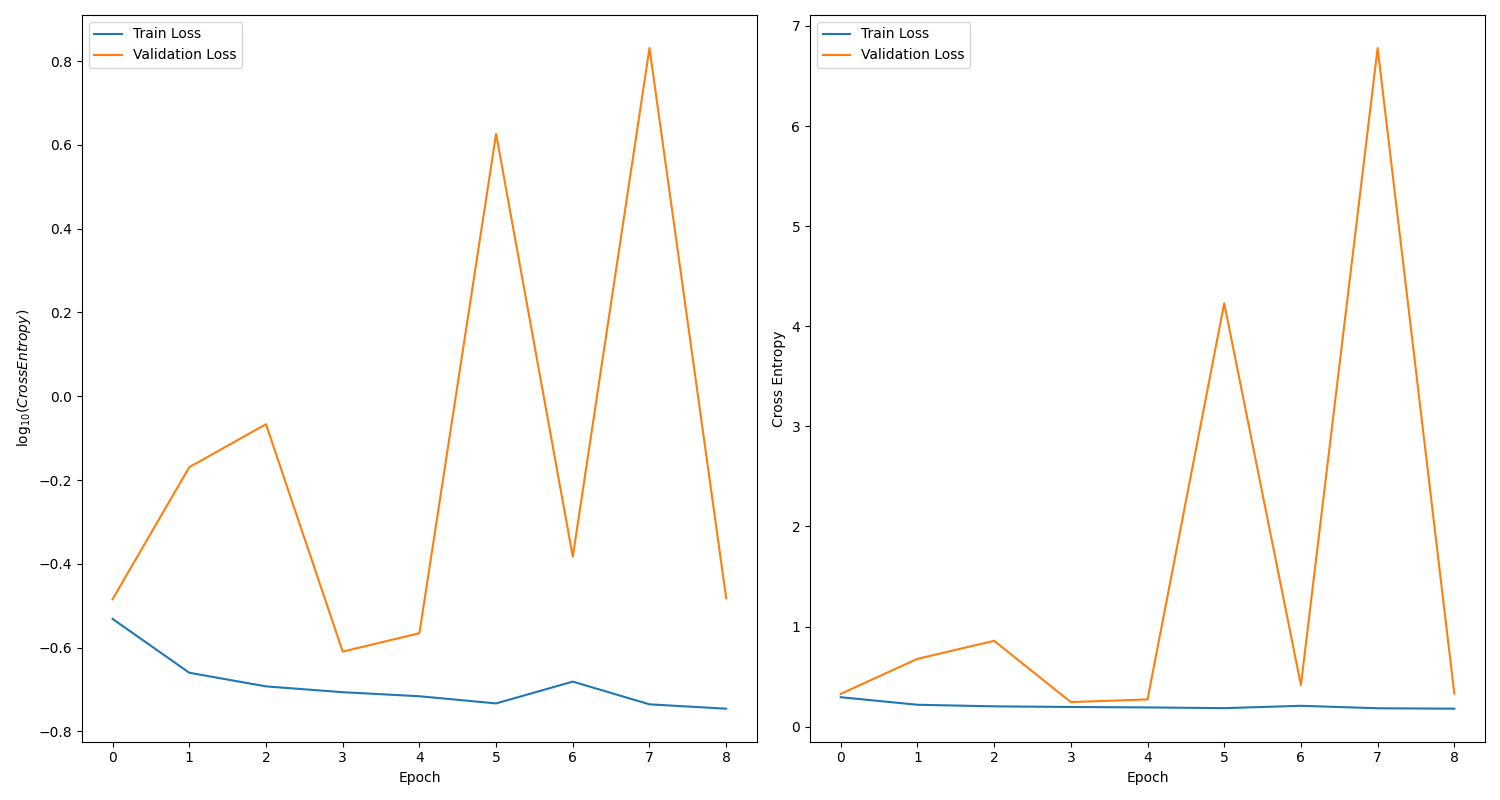 Train Loss
Validation Loss
0.8
0.6
0.4
0.2
0.0
−0.2
−0.4
−0.6
−0.8
log₁₀(CrossEntropy)
0 1 2 3 4 5 6 7 8
Epoch
Train Loss
Validation Loss
7
6
5
4
3
2
1
0
Cross Entropy
0 1 2 3 4 5 6 7 8
Epoch